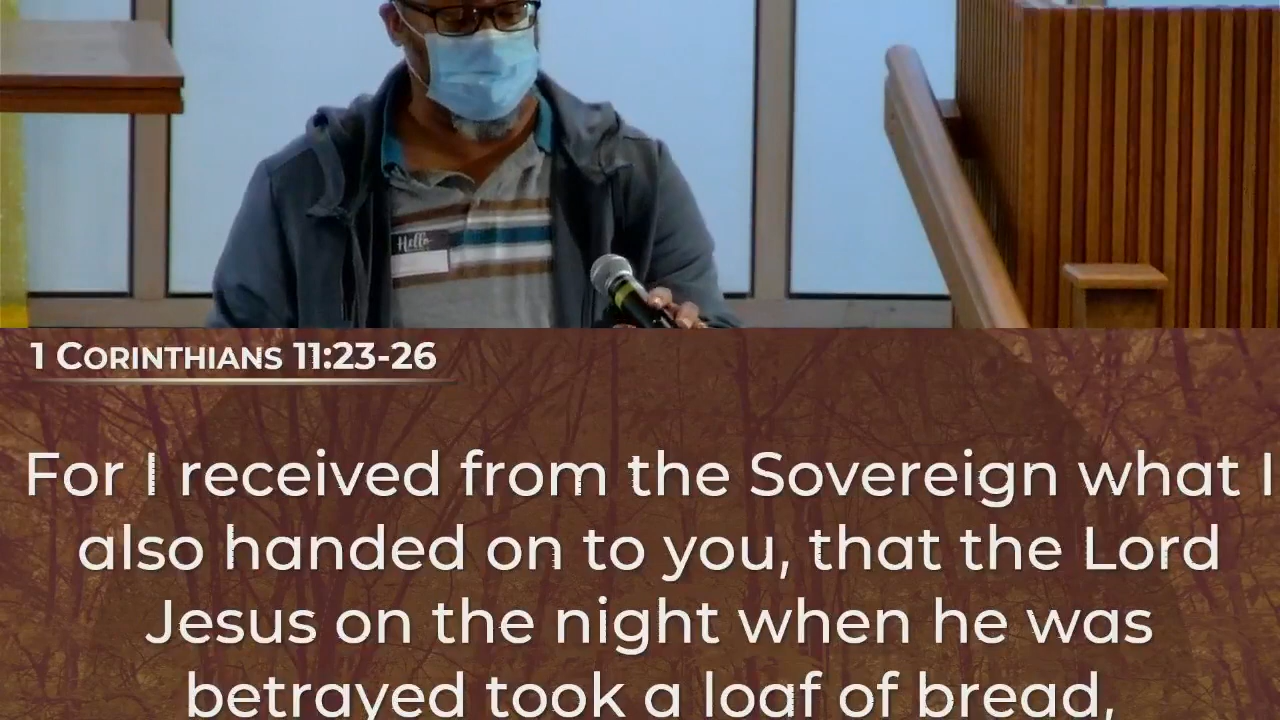 Hello
1 CORINTHIANS 11:23-26
For I received from the Sovereign what I
also handed on to you, that the Lord
Jesus on the night when he was
betrayed took a loaf of bread,